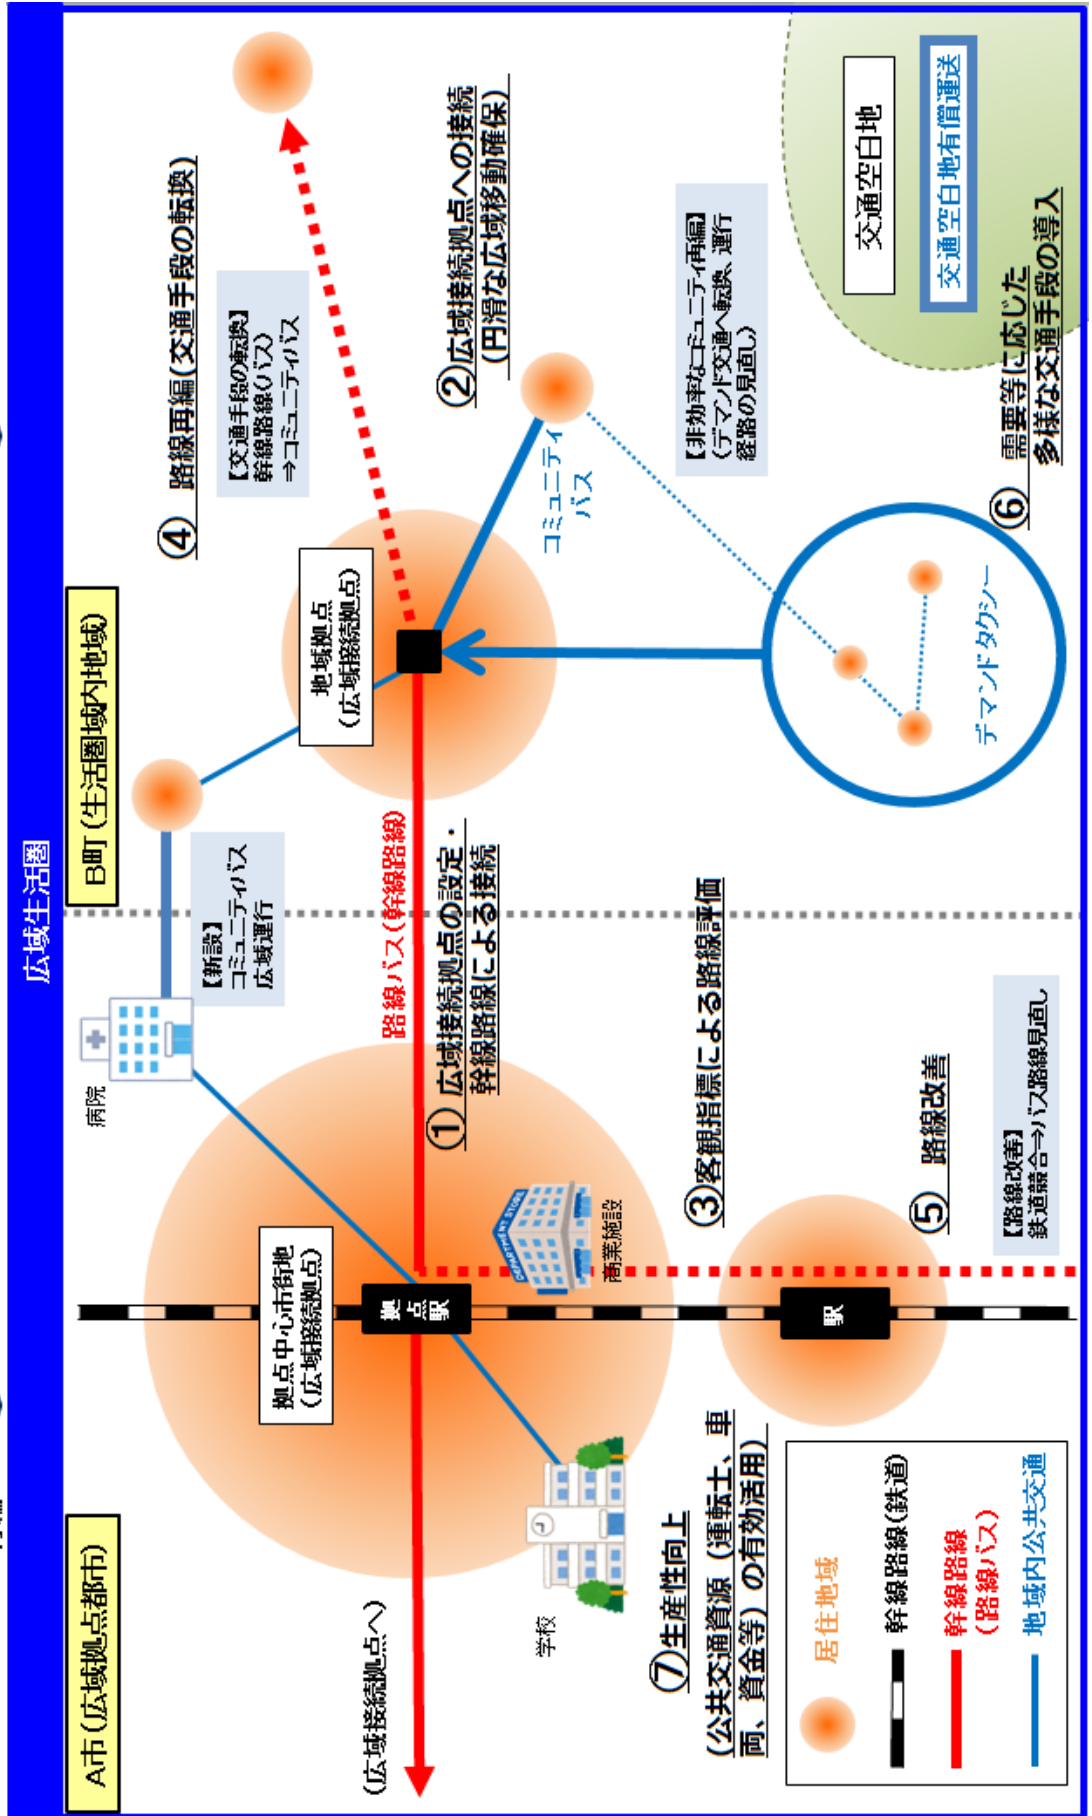 広域生活圏
A市(広域拠点都市)
B町(生活圏域内地域)
病院
【新設】
コミュニティバス
広域運行
④ 路線再編(交通手段の転換)
【交通手段の転換】
幹線路線(バス)
⇒コミュニティバス
拠点中心市街地
(広域接続拠点)
地域拠点
(広域接続拠点)
(広域接続拠点へ)
拠点
駅
路線バス(幹線路線)
① 広域接続拠点の設定・
幹線路線による接続
②広域接続拠点への接続
(円滑な広域移動確保)
コミュニティ
バス
学校
商業施設
DEPARTMENT STORE
③客観指標による路線評価
【非効率なコミュニティ再編】
(デマンド交通へ転換、運行
経路の見直し)
⑦生産性向上
(公共交通資源(運転士、車
両、資金等)の有効活用)
駅
⑤ 路線改善
【路線改善】
鉄道競合⇒バス路線見直し
デマンドタクシー
⑥ 需要等に応じた
多様な交通手段の導入
交通空白地
交通空白地有償運送
居住地域
幹線路線(鉄道)
幹線路線
(路線バス)
地域内公共交通